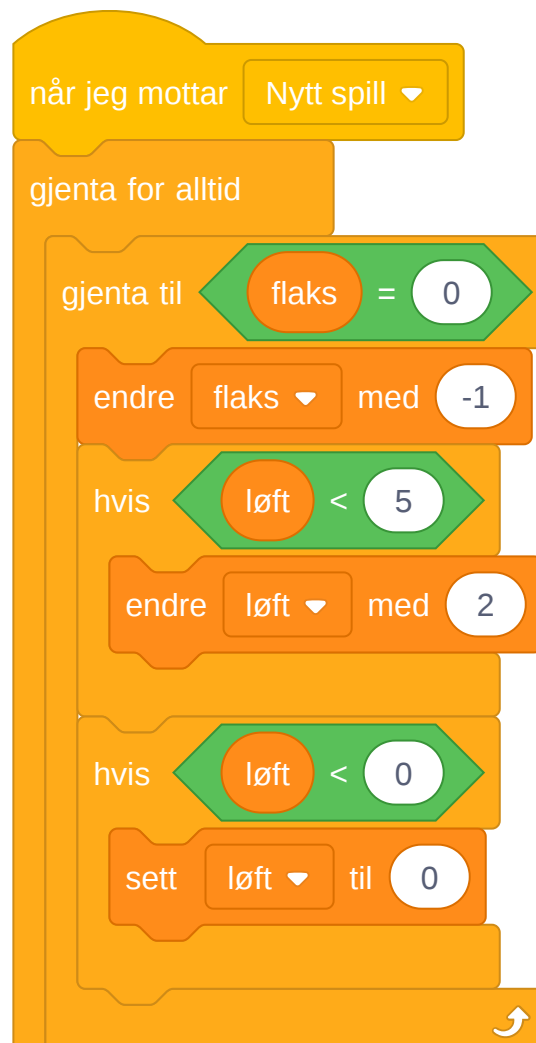 når jeg mottar Nytt spill
gjenta for alltid
gjenta til flaks = 0
endre flaks med -1
hvis løft < 5
endre løft med 2
hvis løft < 0
sett løft til 0